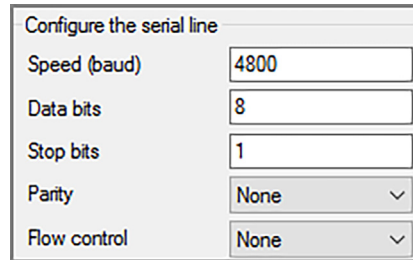 Configure the serial line
Speed (baud) 4800
Data bits 8
Stop bits 1
Parity None
Flow control None